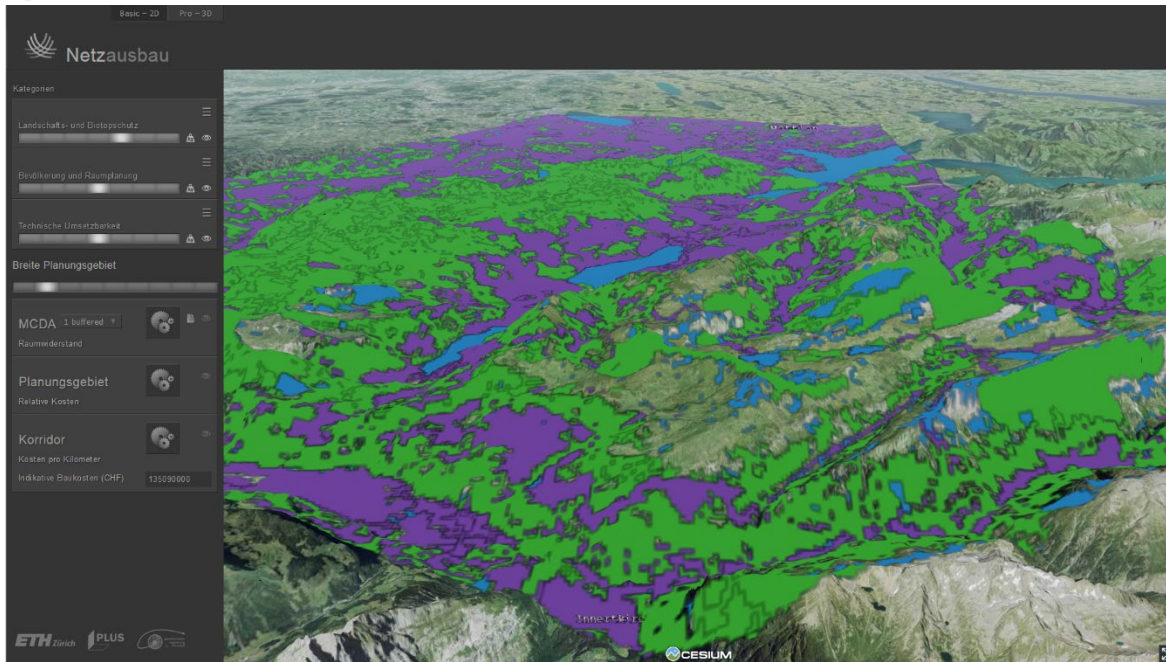 Basic – 2D Pro – 3D
Netzausbau
Kategorien
Landschafts- und Biotopschutz
Bevölkerung und Raumplanung
Technische Umsetzbarkeit
Breite Planungsgebiet
MCDA 1 buffered
Raumwiderstand
Planungsgebiet
Relative Kosten
Korridor
Kosten pro Kilometer
Indikative Baukosten (CHF) 135090000
ETH Zürich PLUS
CESIUM